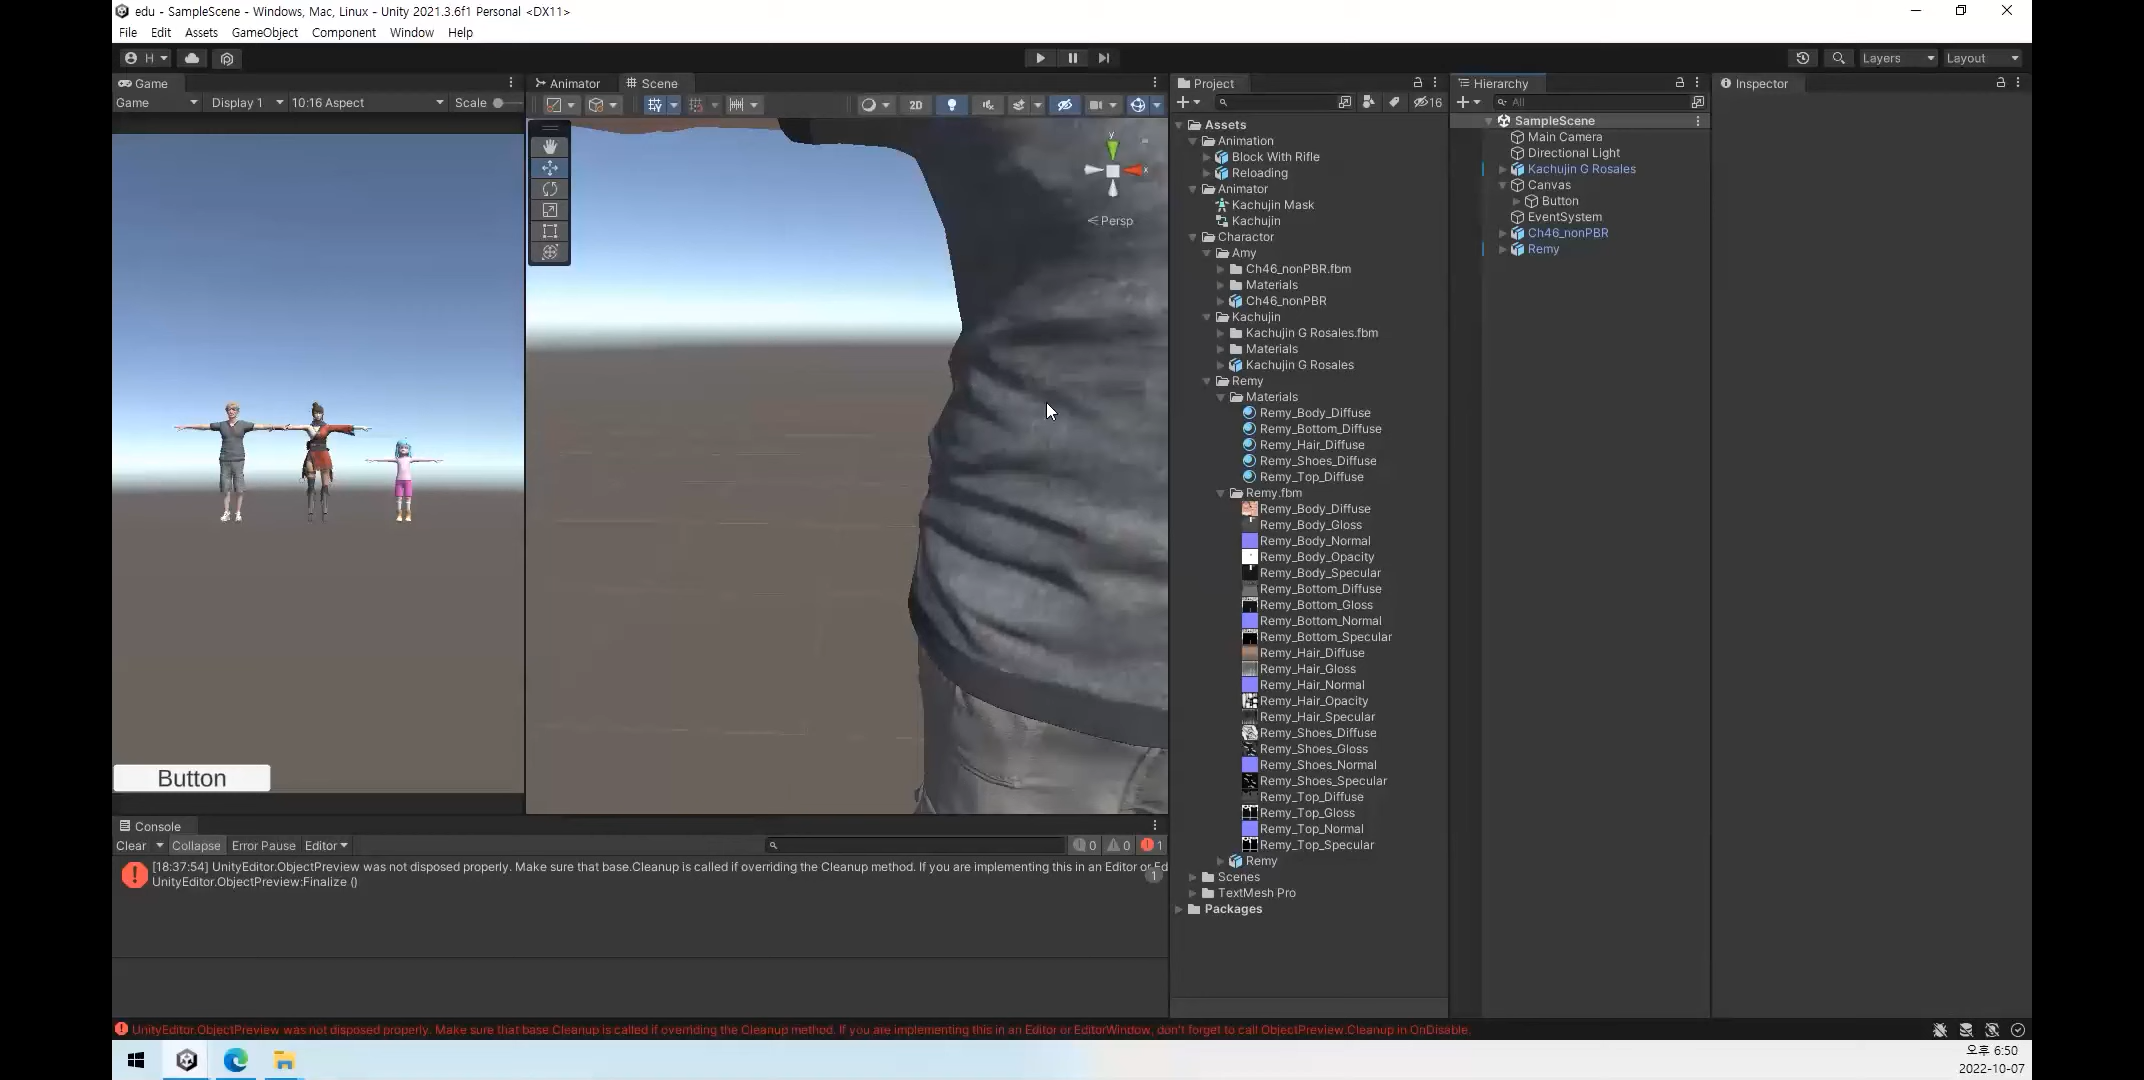 edu - SampleScene - Windows, Mac, Linux - Unity 2021.3.6f1 Personal <DX11>
File Edit Assets GameObject Component Window Help
H
Layers
Layout
Game
Game
Display 1
10:16 Aspect
Scale
Button
Animator
Scene
2D
y
x
Persp
Console
Clear
Collapse
Error Pause
Editor
0
0
1
[18:37:54] UnityEditor.ObjectPreview was not disposed properly. Make sure that base.Cleanup is called if overriding the Cleanup method. If you are implementing this in an Editor or Ed
UnityEditor.ObjectPreview:Finalize ()
1
Project
16
Assets
Animation
Block With Rifle
Reloading
Animator
Kachujin Mask
Kachujin
Charactor
Amy
Ch46_nonPBR.fbm
Materials
Ch46_nonPBR
Kachujin
Kachujin G Rosales.fbm
Materials
Kachujin G Rosales
Remy
Materials
Remy_Body_Diffuse
Remy_Bottom_Diffuse
Remy_Hair_Diffuse
Remy_Shoes_Diffuse
Remy_Top_Diffuse
Remy.fbm
Remy_Body_Diffuse
Remy_Body_Gloss
Remy_Body_Normal
Remy_Body_Opacity
Remy_Body_Specular
Remy_Bottom_Diffuse
Remy_Bottom_Gloss
Remy_Bottom_Normal
Remy_Bottom_Specular
Remy_Hair_Diffuse
Remy_Hair_Gloss
Remy_Hair_Normal
Remy_Hair_Opacity
Remy_Hair_Specular
Remy_Shoes_Diffuse
Remy_Shoes_Gloss
Remy_Shoes_Normal
Remy_Shoes_Specular
Remy_Top_Diffuse
Remy_Top_Gloss
Remy_Top_Normal
Remy_Top_Specular
Remy
Scenes
TextMesh Pro
Packages
Hierarchy
All
SampleScene
Main Camera
Directional Light
Kachujin G Rosales
Canvas
Button
EventSystem
Ch46_nonPBR
Remy
Inspector
UnityEditor.ObjectPreview was not disposed properly. Make sure that base.Cleanup is called if overriding the Cleanup method. If you are implementing this in an Editor or EditorWindow, don't forget to call ObjectPreview.Cleanup in OnDisable.
오후 6:50
2022-10-07